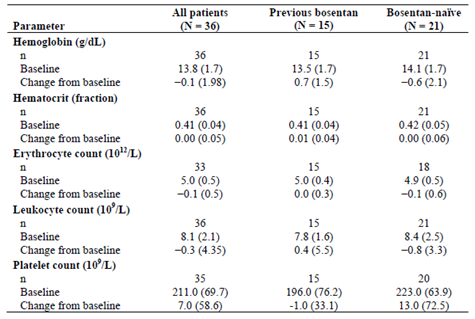 Parameter All patients (N = 36) Previous bosentan (N = 15) Bosentan-naïve (N = 21)
Hemoglobin (g/dL)
n 36 15 21
Baseline 13.8 (1.7) 13.5 (1.7) 14.1 (1.7)
Change from baseline −0.1 (1.98) 0.7 (1.5) −0.6 (2.1)
Hematocrit (fraction)
n 36 15 21
Baseline 0.41 (0.04) 0.41 (0.04) 0.42 (0.05)
Change from baseline 0.00 (0.05) 0.01 (0.04) 0.00 (0.06)
Erythrocyte count (10¹²/L)
n 33 15 18
Baseline 5.0 (0.5) 5.0 (0.4) 4.9 (0.5)
Change from baseline −0.1 (0.5) 0.0 (0.3) −0.1 (0.6)
Leukocyte count (10⁹/L)
n 36 15 21
Baseline 8.1 (2.1) 7.8 (1.6) 8.4 (2.5)
Change from baseline −0.3 (4.35) 0.4 (5.5) −0.8 (3.3)
Platelet count (10⁹/L)
n 35 15 20
Baseline 211.0 (69.7) 196.0 (76.2) 223.0 (63.9)
Change from baseline 7.0 (58.6) -1.0 (33.1) 13.0 (72.5)